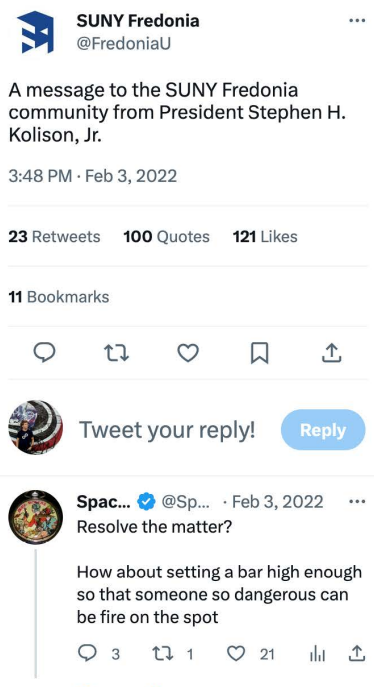 SUNY Fredonia
@FredoniaU
A message to the SUNY Fredonia
community from President Stephen H.
Kolison, Jr.
3:48 PM · Feb 3, 2022
23 Retweets 100 Quotes 121 Likes
11 Bookmarks
Tweet your reply!
Reply
Spac... @Sp... · Feb 3, 2022
Resolve the matter?
How about setting a bar high enough
so that someone so dangerous can
be fire on the spot
3 1 21